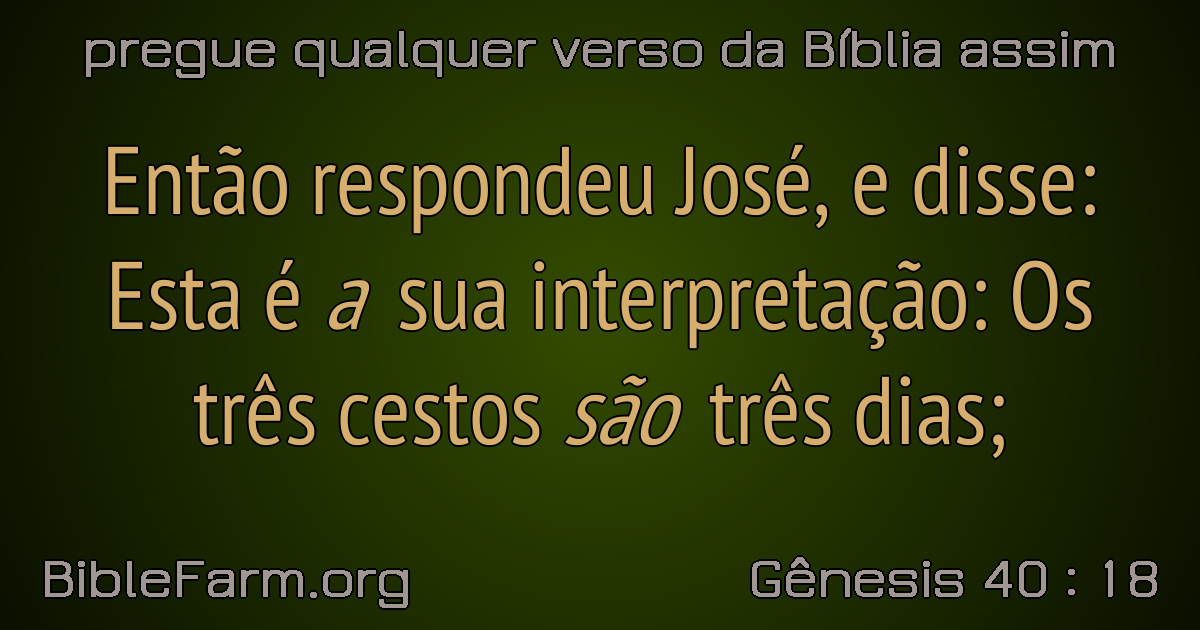 pregue qualquer verso da Bíblia assim
Então respondeu José, e disse:
Esta é a sua interpretação: Os
três cestos são três dias;
BibleFarm.org
Gênesis 40 : 18